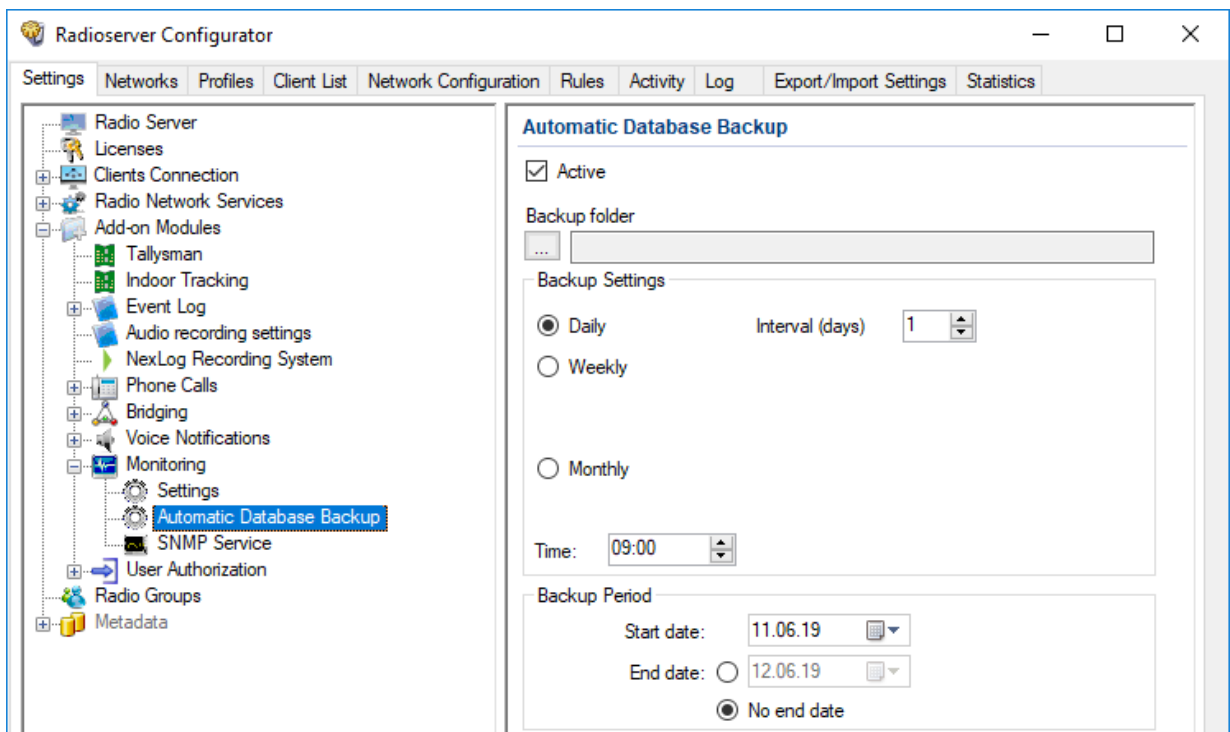 Radioserver Configurator
Settings Networks Profiles Client List Network Configuration Rules Activity Log Export/Import Settings Statistics
Radio Server
Licenses
Clients Connection
Radio Network Services
Add-on Modules
Tallysman
Indoor Tracking
Event Log
Audio recording settings
NexLog Recording System
Phone Calls
Bridging
Voice Notifications
Monitoring
Settings
Automatic Database Backup
SNMP Service
User Authorization
Radio Groups
Metadata
Automatic Database Backup
Active
Backup folder
...
Backup Settings
Daily Interval (days) 1
Weekly
Monthly
Time: 09:00
Backup Period
Start date: 11.06.19
End date: 12.06.19
No end date